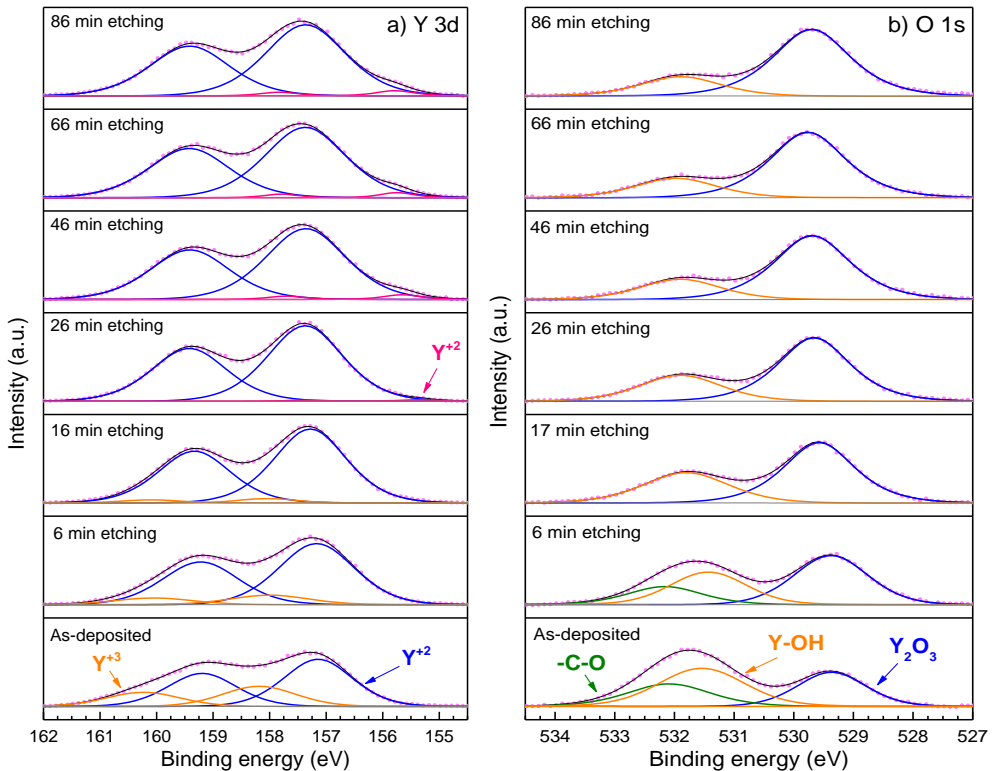 a) Y 3d
86 min etching
66 min etching
46 min etching
26 min etching
Y+2
16 min etching
6 min etching
As-deposited
Y+3
Y+2
162 160 159 157 156 155
Binding energy (eV)
Intensity (a.u.)
b) O 1s
86 min etching
66 min etching
46 min etching
26 min etching
17 min etching
6 min etching
As-deposited
-C-O
Y-OH
Y2O3
534 533 532 531 530 529 528 527
Binding energy (eV)
Intensity (a.u.)